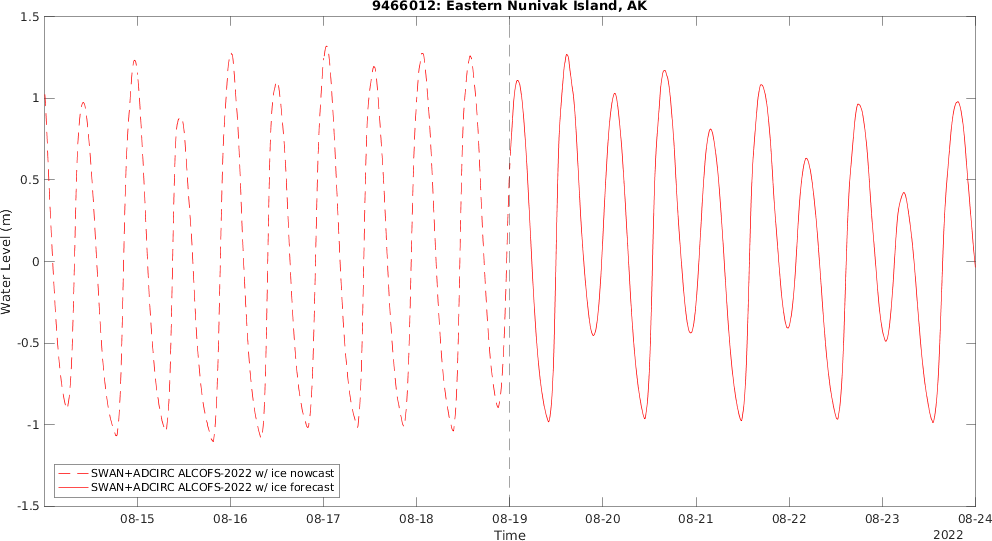 9466012: Eastern Nunivak Island, AK
1.5
1
0.5
0
-0.5
-1
-1.5
Water Level (m)
SWAN+ADCIRC ALCOFS-2022 w/ ice nowcast
SWAN+ADCIRC ALCOFS-2022 w/ ice forecast
08-15 08-16 08-17 08-18 08-19 08-20 08-21 08-22 08-23 08-24
Time
2022